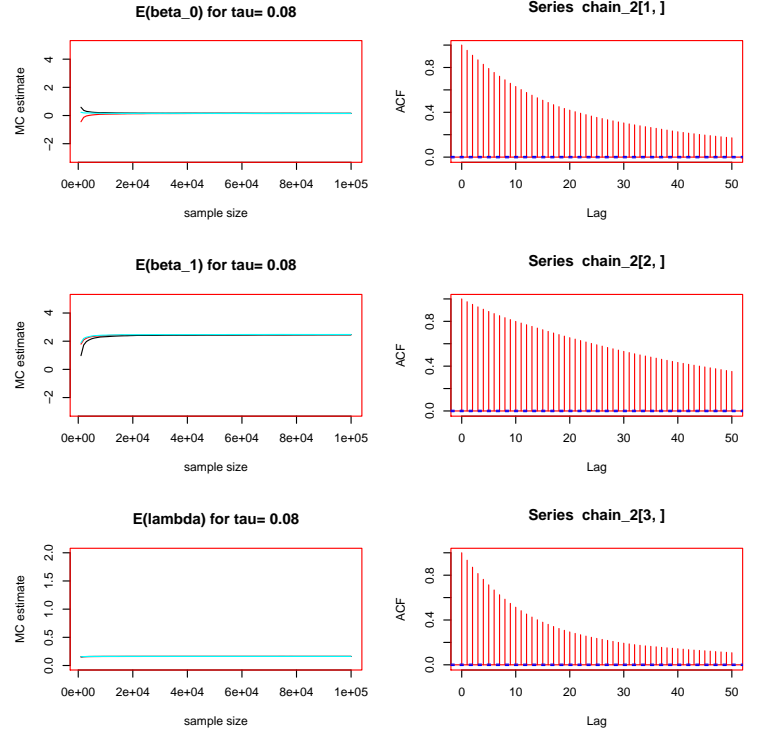 E(beta_0) for tau= 0.08
MC estimate
4
2
0
−2
0e+00 2e+04 4e+04 6e+04 8e+04 1e+05
sample size
Series chain_2[1, ]
ACF
0.8
0.4
0.0
0 10 20 30 40 50
Lag
E(beta_1) for tau= 0.08
MC estimate
4
2
0
−2
0e+00 2e+04 4e+04 6e+04 8e+04 1e+05
sample size
Series chain_2[2, ]
ACF
0.8
0.4
0.0
0 10 20 30 40 50
Lag
E(lambda) for tau= 0.08
MC estimate
2.0
1.5
1.0
0.5
0.0
0e+00 2e+04 4e+04 6e+04 8e+04 1e+05
sample size
Series chain_2[3, ]
ACF
0.8
0.4
0.0
0 10 20 30 40 50
Lag